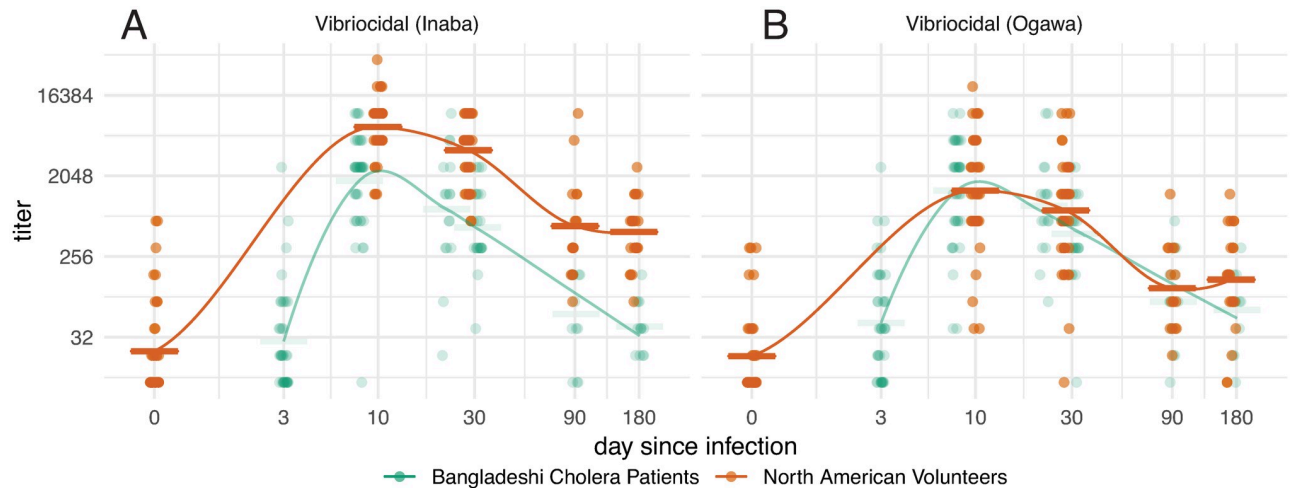 A Vibriocidal (Inaba) B Vibriocidal (Ogawa)
titer
16384
2048
256
32
0 3 10 30 90 180 0 3 10 30 90 180
day since infection
Bangladeshi Cholera Patients North American Volunteers